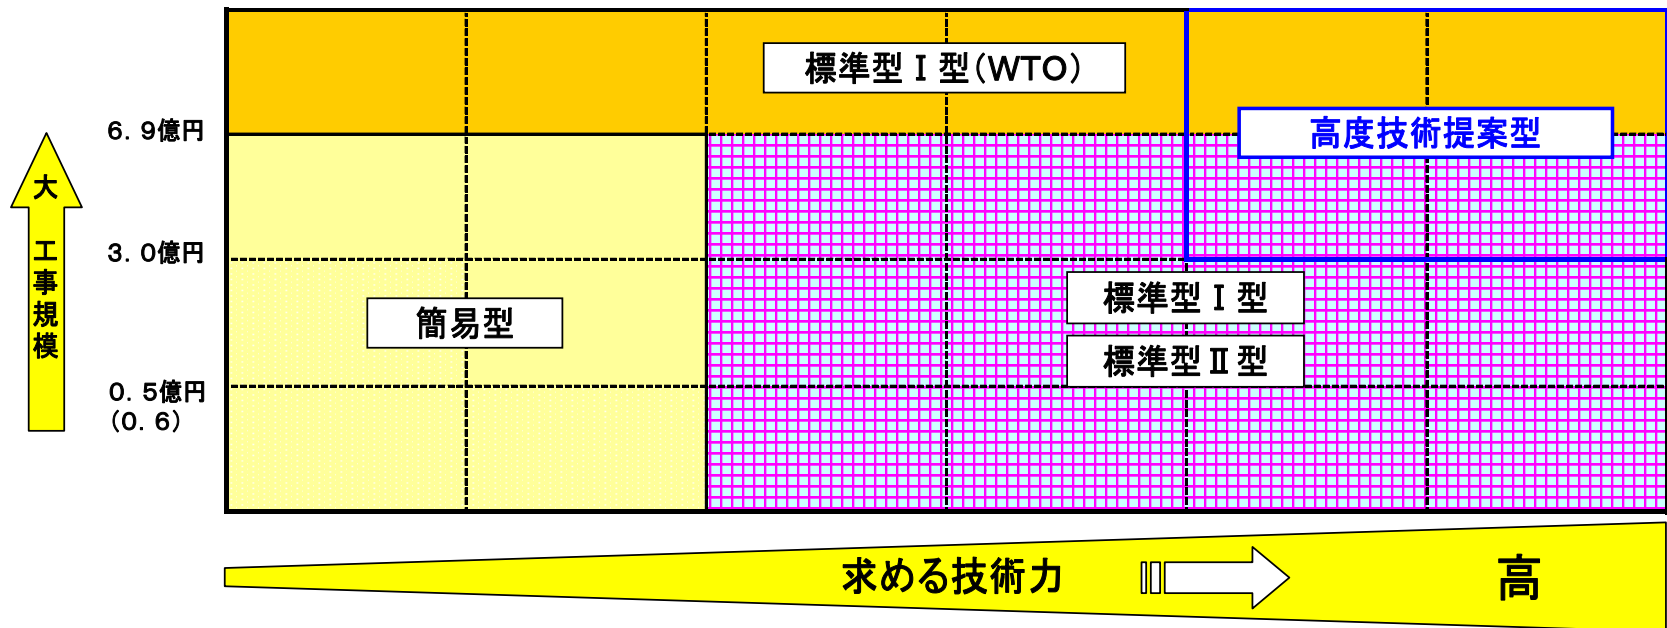 標準型Ⅰ型(WTO)
6.9億円
高度技術提案型
大
工事規模
3.0億円
標準型Ⅰ型
簡易型
標準型Ⅱ型
0.5億円
(0.6)
求める技術力
高